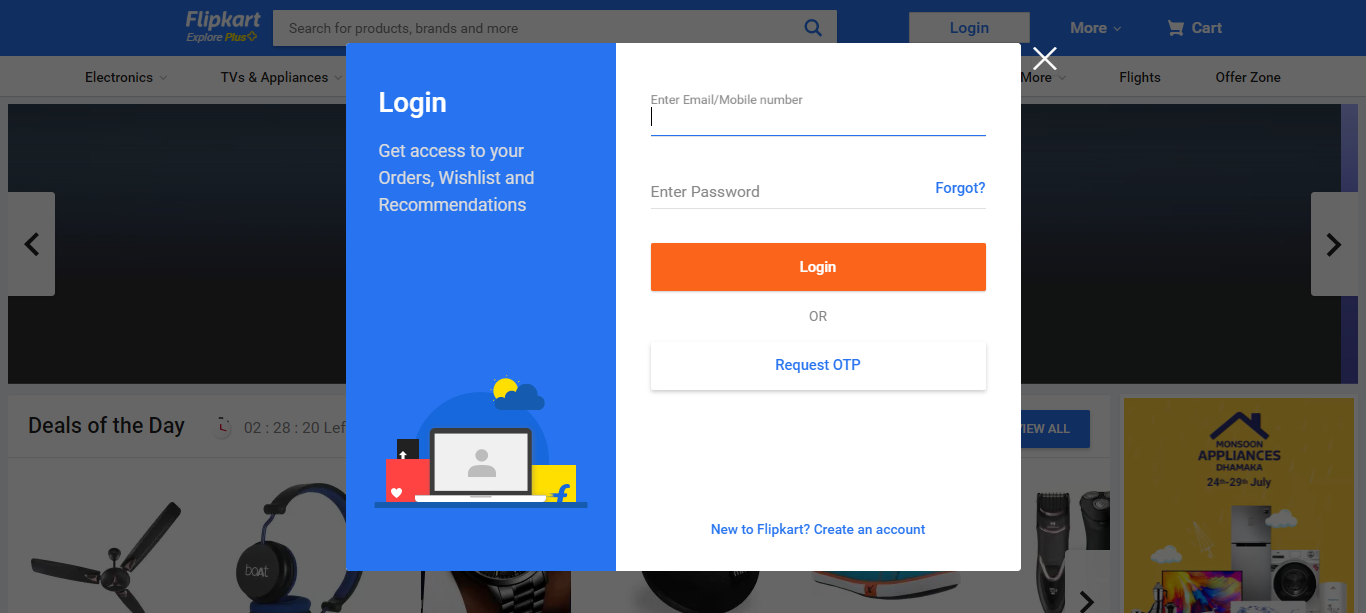 Flipkart
Explore Plus
Search for products, brands and more
Login
More
Cart
Electronics
TVs & Appliances
More
Flights
Offer Zone
Login
Get access to your
Orders, Wishlist and
Recommendations
Enter Email/Mobile number
Enter Password
Forgot?
Login
OR
Request OTP
New to Flipkart? Create an account
Deals of the Day
02 : 28 : 20 Lef
VIEW ALL
boAt
MONSOON
APPLIANCES
DHAMAKA
24th-29th July